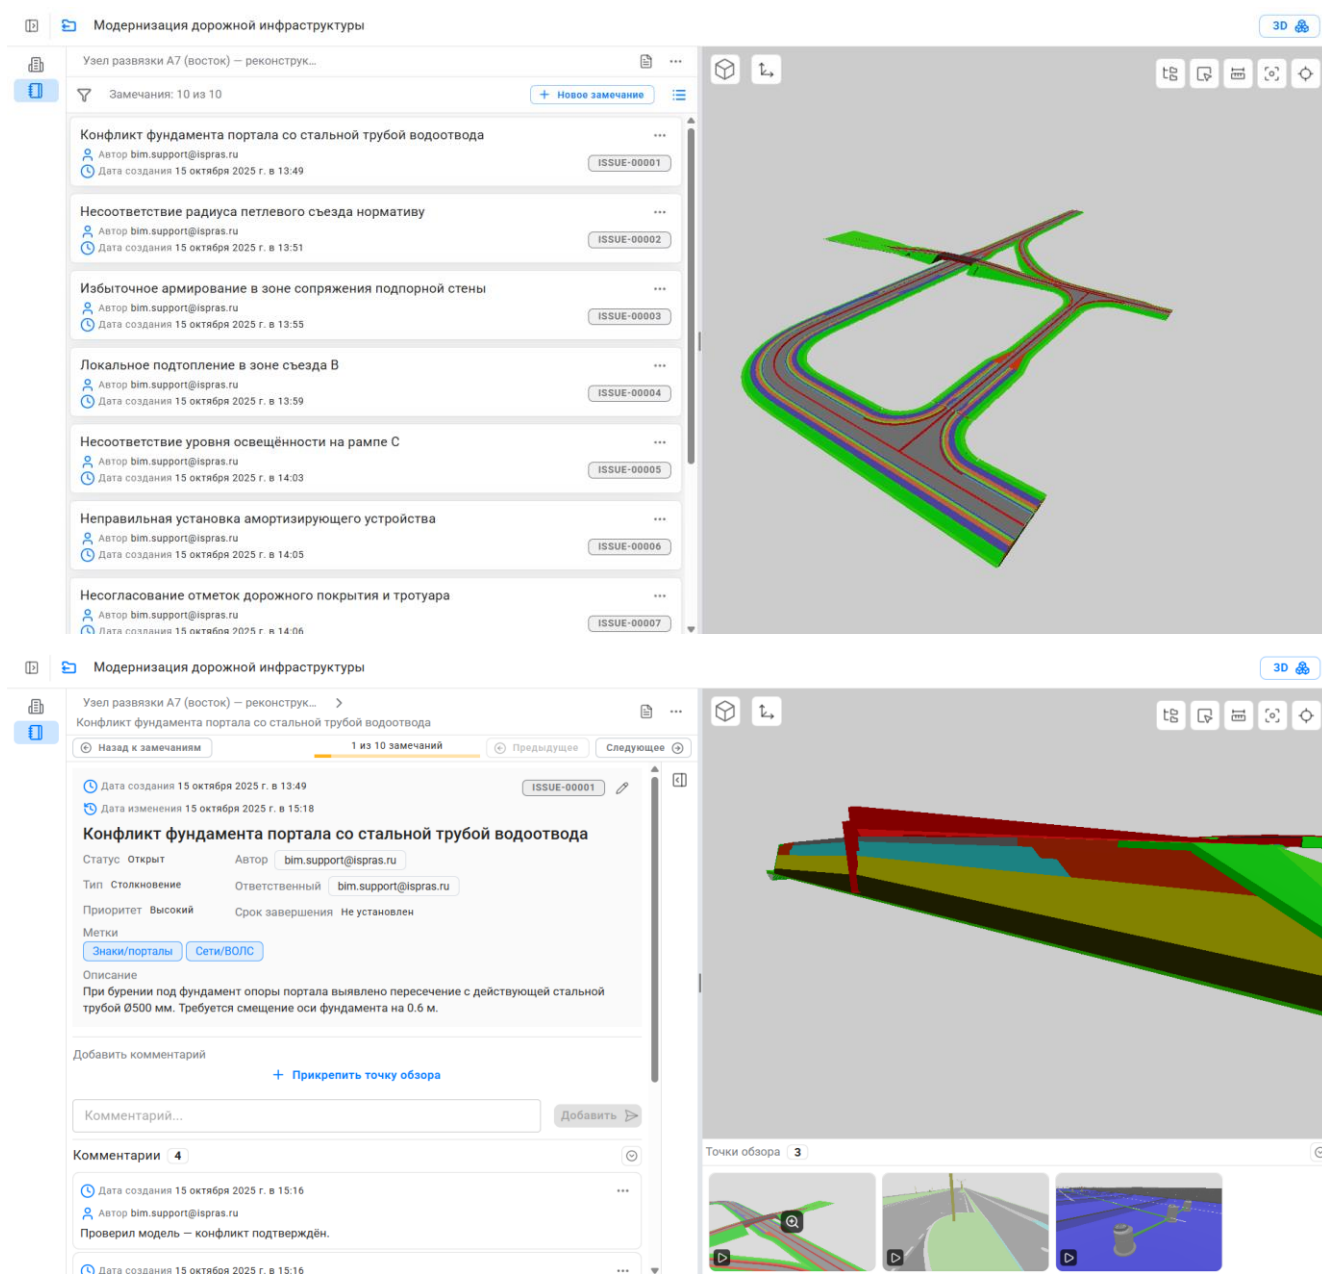 Модернизация дорожной инфраструктуры
3D
Узел развязки А7 (восток) — реконструк...
Замечания: 10 из 10
+ Новое замечание
Конфликт фундамента портала со стальной трубой водоотвода
Автор bim.support@ispras.ru
Дата создания 15 октября 2025 г. в 13:49
ISSUE-00001
Несоответствие радиуса петлевого съезда нормативу
Автор bim.support@ispras.ru
Дата создания 15 октября 2025 г. в 13:51
ISSUE-00002
Избыточное армирование в зоне сопряжения подпорной стены
Автор bim.support@ispras.ru
Дата создания 15 октября 2025 г. в 13:55
ISSUE-00003
Локальное подтопление в зоне съезда В
Автор bim.support@ispras.ru
Дата создания 15 октября 2025 г. в 13:59
ISSUE-00004
Несоответствие уровня освещённости на рампе С
Автор bim.support@ispras.ru
Дата создания 15 октября 2025 г. в 14:03
ISSUE-00005
Неправильная установка амортизирующего устройства
Автор bim.support@ispras.ru
Дата создания 15 октября 2025 г. в 14:05
ISSUE-00006
Несогласование отметок дорожного покрытия и тротуара
Автор bim.support@ispras.ru
Дата создания 15 октября 2025 г. в 14:06
ISSUE-00007
Модернизация дорожной инфраструктуры
3D
Узел развязки А7 (восток) — реконструк...
Конфликт фундамента портала со стальной трубой водоотвода
Назад к замечаниям
1 из 10 замечаний
Предыдущее
Следующее
Дата создания 15 октября 2025 г. в 13:49
ISSUE-00001
Дата изменения 15 октября 2025 г. в 15:18
Конфликт фундамента портала со стальной трубой водоотвода
Статус Открыт
Автор bim.support@ispras.ru
Тип Столкновение
Ответственный bim.support@ispras.ru
Приоритет Высокий
Срок завершения Не установлен
Метки
Знаки/порталы
Сети/ВОЛС
Описание
При бурении под фундамент опоры портала выявлено пересечение с действующей стальной
трубой Ø500 мм. Требуется смещение оси фундамента на 0.6 м.
Добавить комментарий
+ Прикрепить точку обзора
Комментарий...
Добавить
Комментарии 4
Дата создания 15 октября 2025 г. в 15:16
Автор bim.support@ispras.ru
Проверил модель — конфликт подтверждён.
Дата создания 15 октября 2025 г. в 15:16
Точки обзора 3